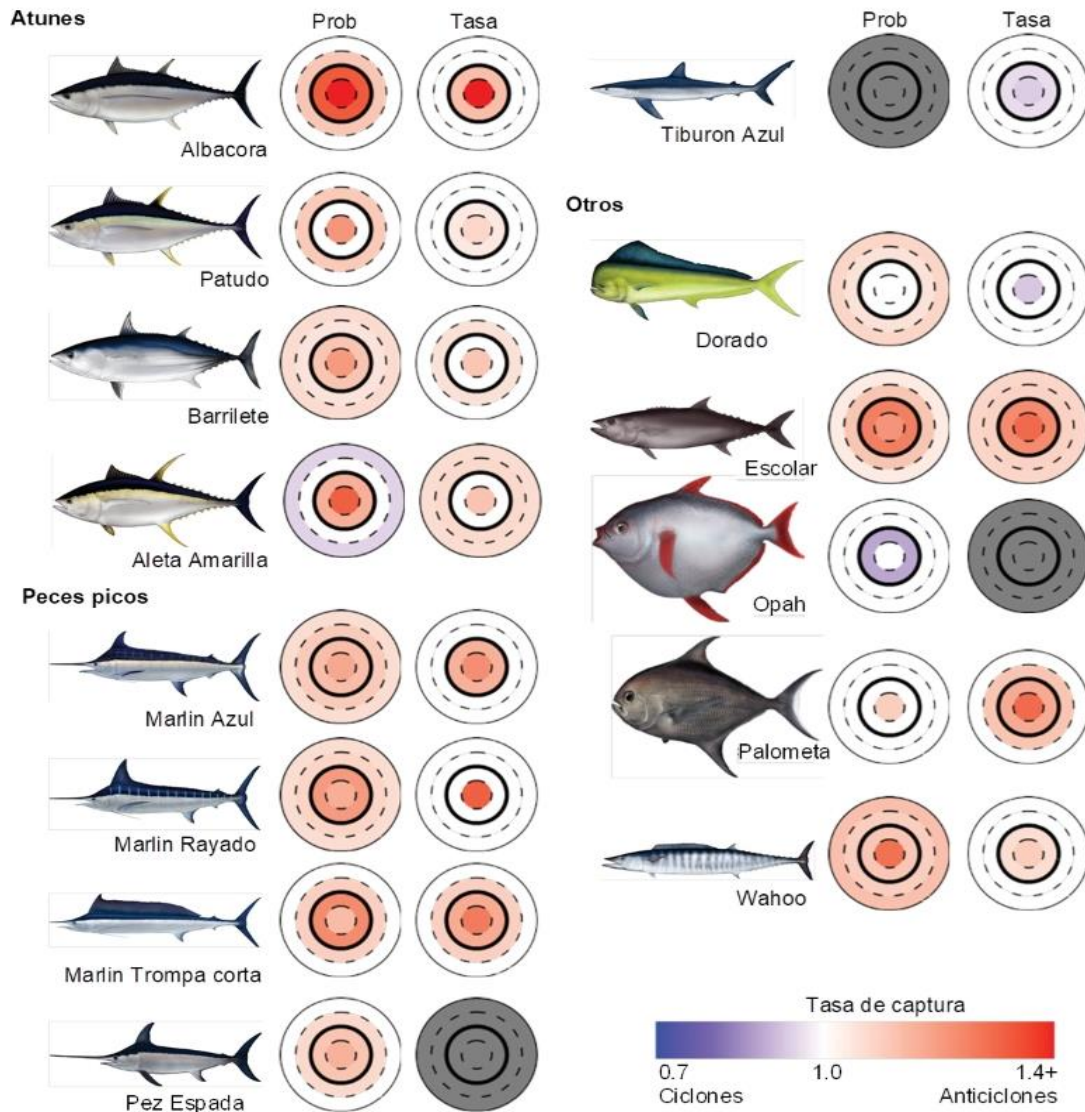 Atunes
Prob Tasa
Albacora
Patudo
Barrilete
Aleta Amarilla
Peces picos
Marlin Azul
Marlin Rayado
Marlin Trompa corta
Pez Espada
Prob Tasa
Tiburon Azul
Otros
Dorado
Escolar
Opah
Palometa
Wahoo
Tasa de captura
0.7 1.0 1.4+
Ciclones Anticiclones